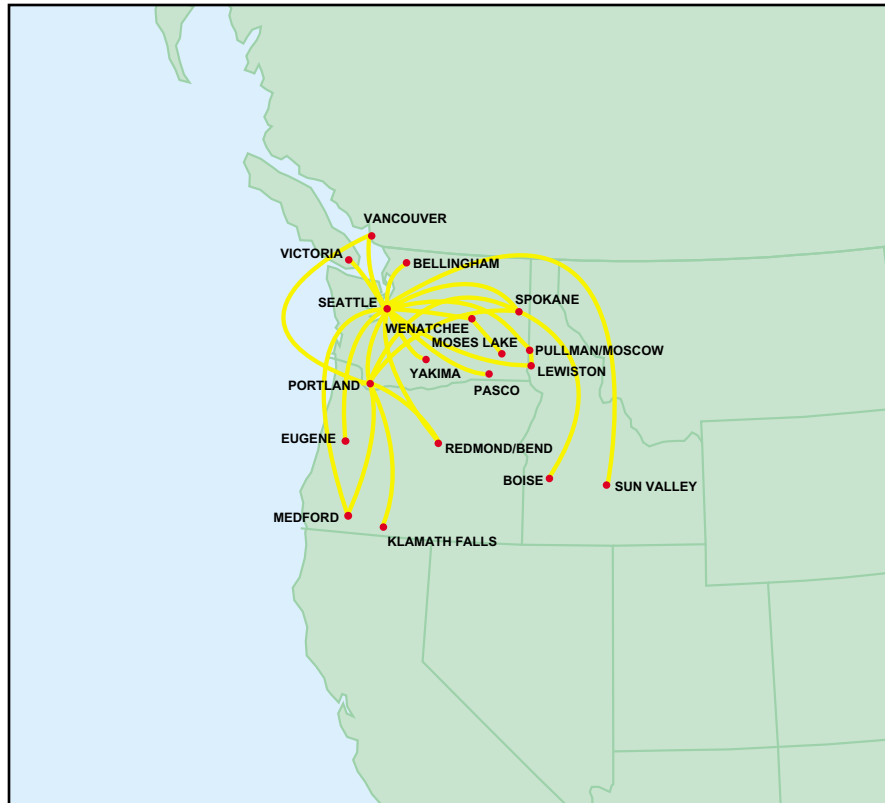 VANCOUVER
VICTORIA
BELLINGHAM
SEATTLE
SPOKANE
WENATCHEE
MOSES LAKE
PULLMAN/MOSCOW
YAKIMA
LEWISTON
PORTLAND
PASCO
EUGENE
REDMOND/BEND
BOISE
SUN VALLEY
MEDFORD
KLAMATH FALLS